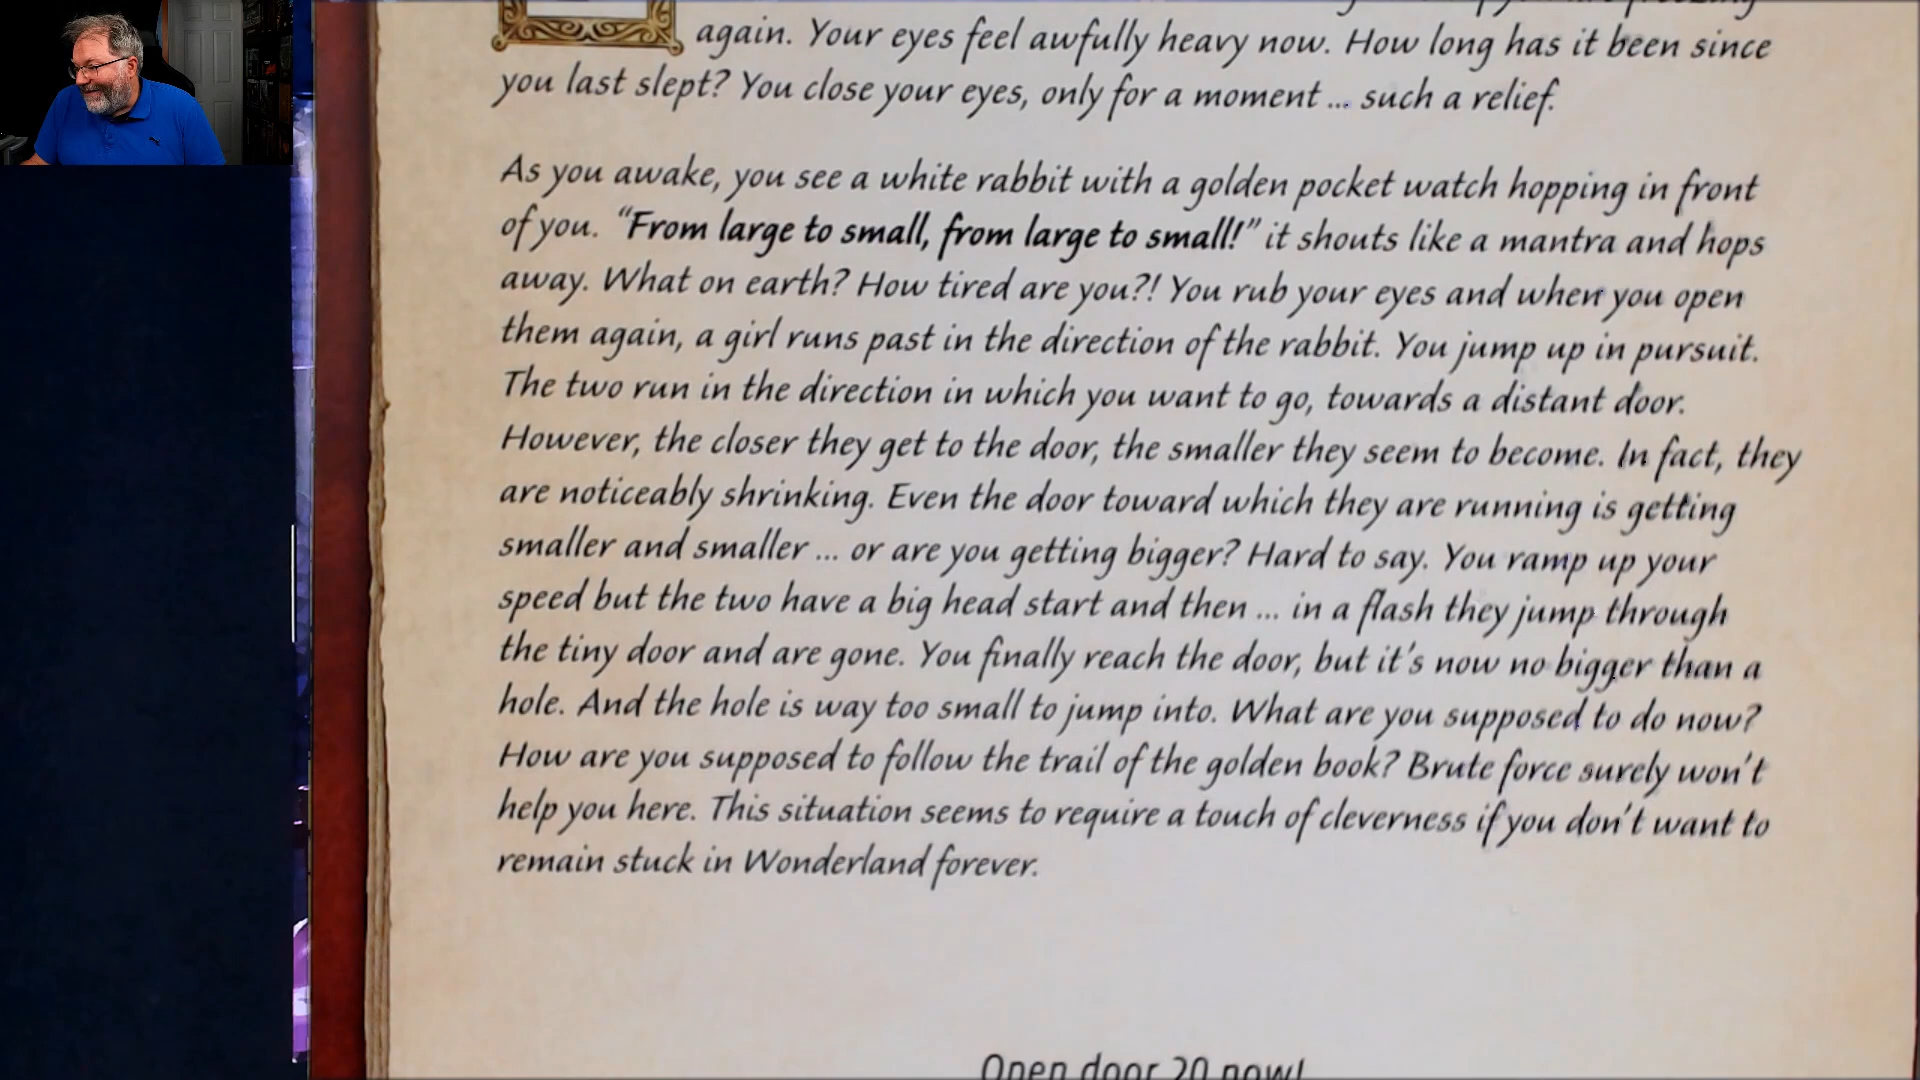 again. Your eyes feel awfully heavy now. How long has it been since
you last slept? You close your eyes, only for a moment ... such a relief.
As you awake, you see a white rabbit with a golden pocket watch hopping in front
of you. “From large to small, from large to small!” it shouts like a mantra and hops
away. What on earth? How tired are you?! You rub your eyes and when you open
them again, a girl runs past in the direction of the rabbit. You jump up in pursuit.
The two run in the direction in which you want to go, towards a distant door.
However, the closer they get to the door, the smaller they seem to become. In fact, they
are noticeably shrinking. Even the door toward which they are running is getting
smaller and smaller ... or are you getting bigger? Hard to say. You ramp up your
speed but the two have a big head start and then ... in a flash they jump through
the tiny door and are gone. You finally reach the door, but it's now no bigger than a
hole. And the hole is way too small to jump into. What are you supposed to do now?
How are you supposed to follow the trail of the golden book? Brute force surely won't
help you here. This situation seems to require a touch of cleverness if you don't want to
remain stuck in Wonderland forever.
Open door 20 now!